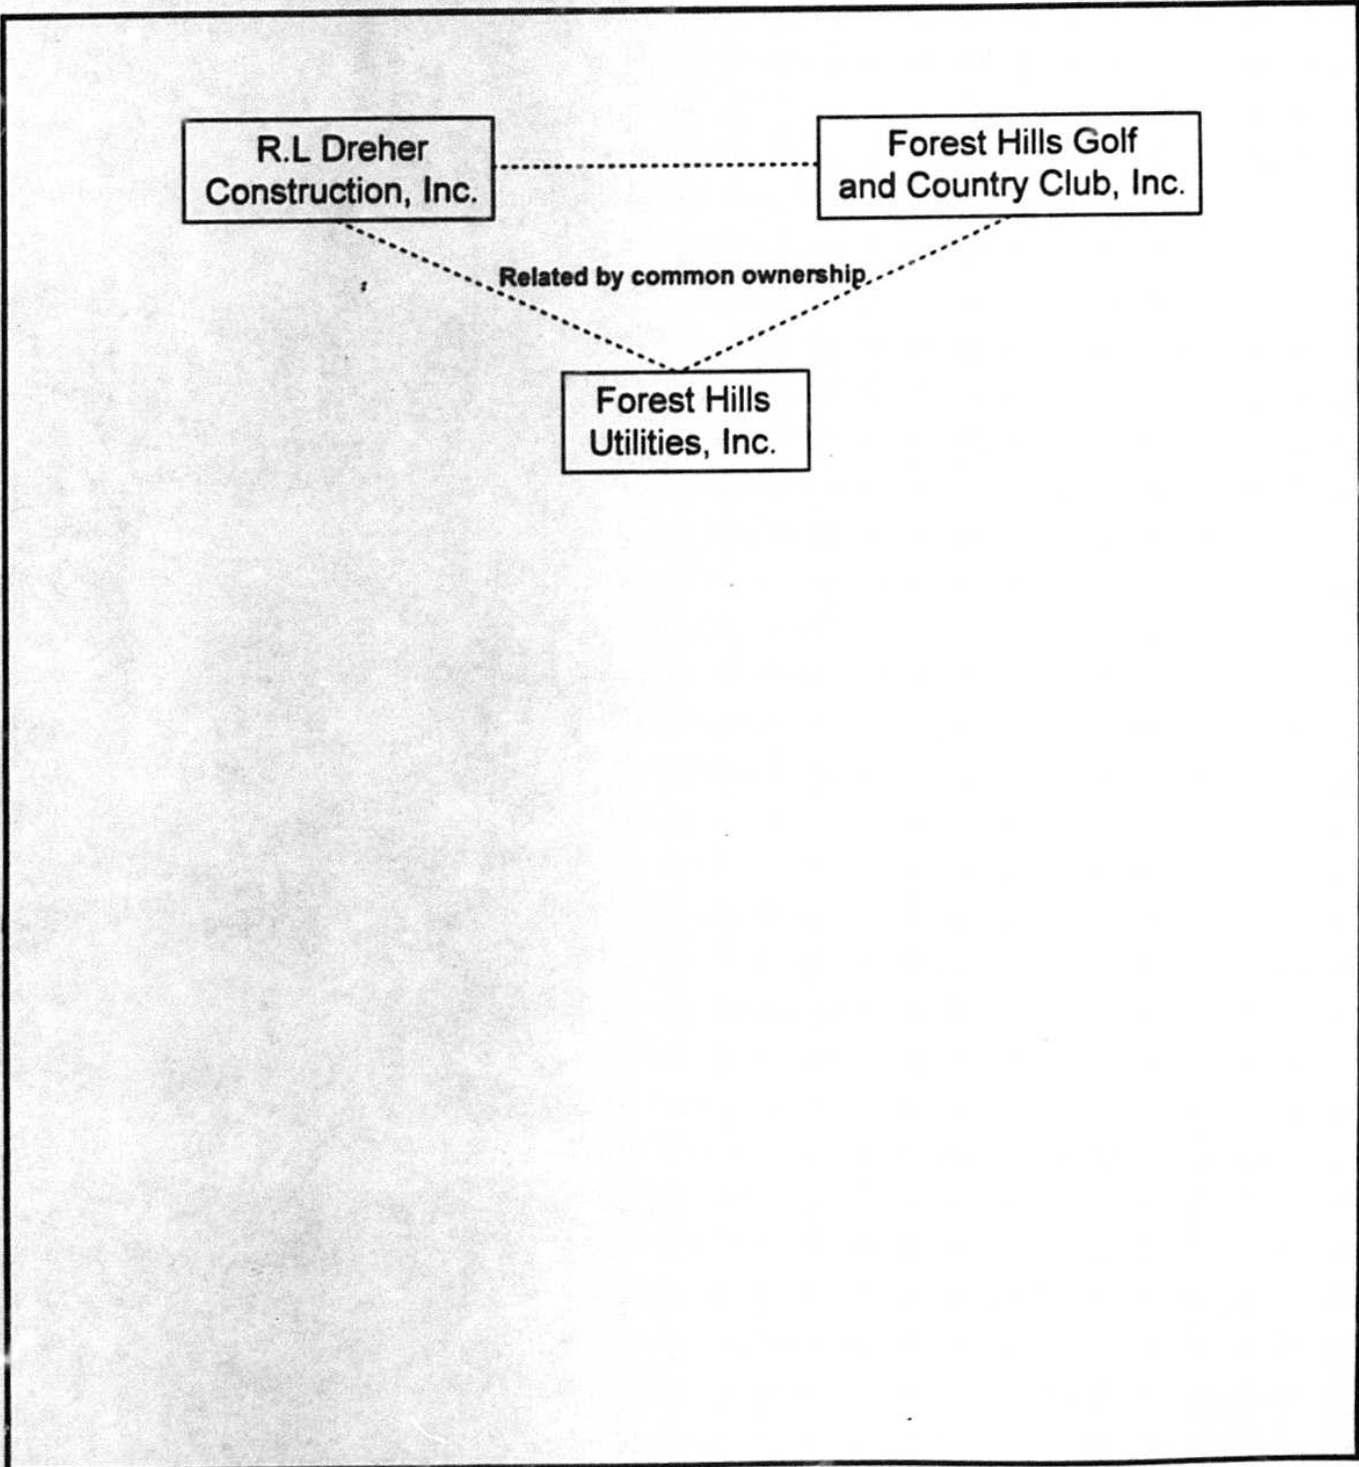 R.L Dreher
Construction, Inc.
Forest Hills Golf
and Country Club, Inc.
Related by common ownership
Forest Hills
Utilities, Inc.